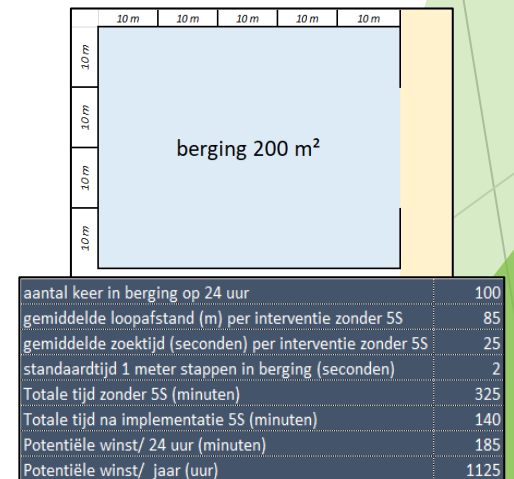 10 m 10 m 10 m 10 m 10 m
10 m
10 m
berging 200 m²
10 m
10 m
aantal keer in berging op 24 uur 100
gemiddelde loopafstand (m) per interventie zonder 5S 85
gemiddelde zoektijd (seconden) per interventie zonder 5S 25
standaardtijd 1 meter stappen in berging (seconden) 2
Totale tijd zonder 5S (minuten) 325
Totale tijd na implementatie 5S (minuten) 140
Potentiële winst/ 24 uur (minuten) 185
Potentiële winst/ jaar (uur) 1125